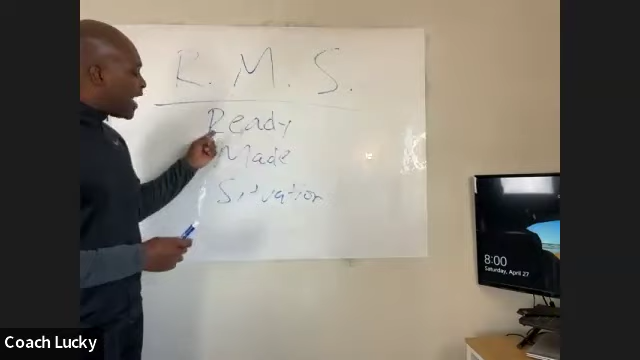 R. M. S.
Ready
Made
Situation
8:00
Saturday, April 27
Coach Lucky